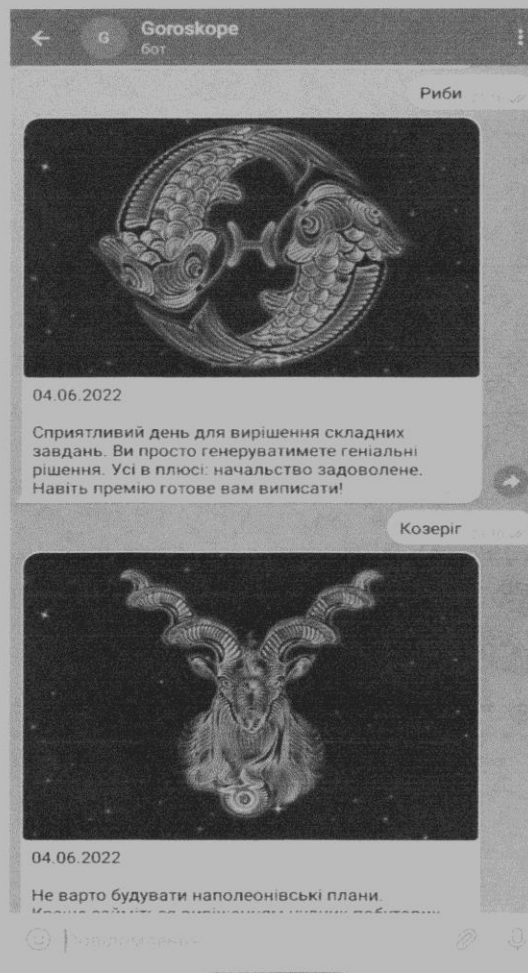 G
Goroskope
бот
Риби
04.06.2022
Сприятливий день для вирішення складних
завдань. Ви просто генеруватимете геніальні
рішення. Усі в плюсі: начальство задоволене.
Навіть премію готове вам виписати!
Козеріг
04.06.2022
Не варто будувати наполеонівські плани.
Повідомлення